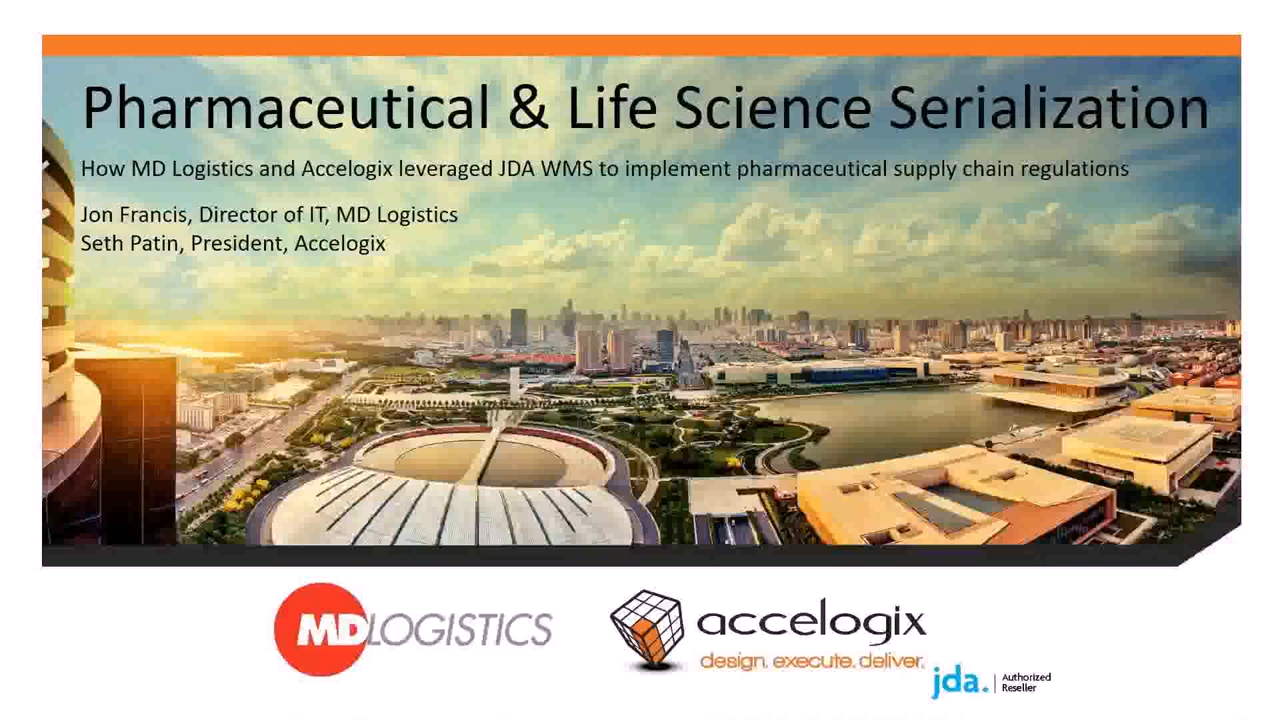 Pharmaceutical & Life Science Serialization
How MD Logistics and Accelogix leveraged JDA WMS to implement pharmaceutical supply chain regulations
Jon Francis, Director of IT, MD Logistics
Seth Patin, President, Accelogix
MDLOGISTICS
accelogix
design. execute. deliver.
jda. | Authorized
Reseller